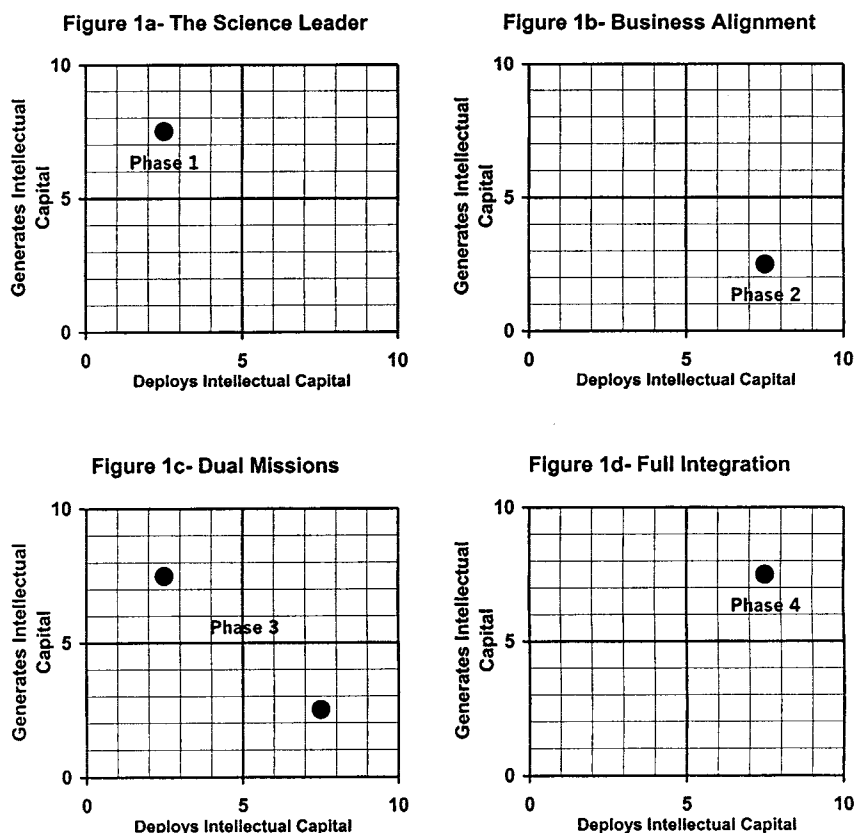 Figure 1a- The Science Leader
10
5
0
Generates Intellectual
Capital
Phase 1
0 5 10
Deploys Intellectual Capital
Figure 1b- Business Alignment
10
5
0
Generates Intellectual
Capital
Phase 2
0 5 10
Deploys Intellectual Capital
Figure 1c- Dual Missions
10
5
0
Generates Intellectual
Capital
Phase 3
0 5 10
Deploys Intellectual Capital
Figure 1d- Full Integration
10
5
0
Generates Intellectual
Capital
Phase 4
0 5 10
Deploys Intellectual Capital